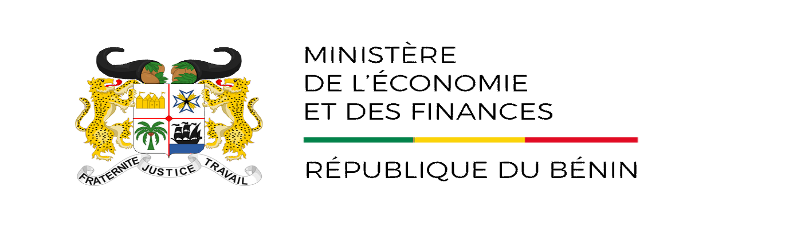 MINISTÈRE
DE L'ÉCONOMIE
ET DES FINANCES
RÉPUBLIQUE DU BÉNIN
FRATERNITE JUSTICE TRAVAIL